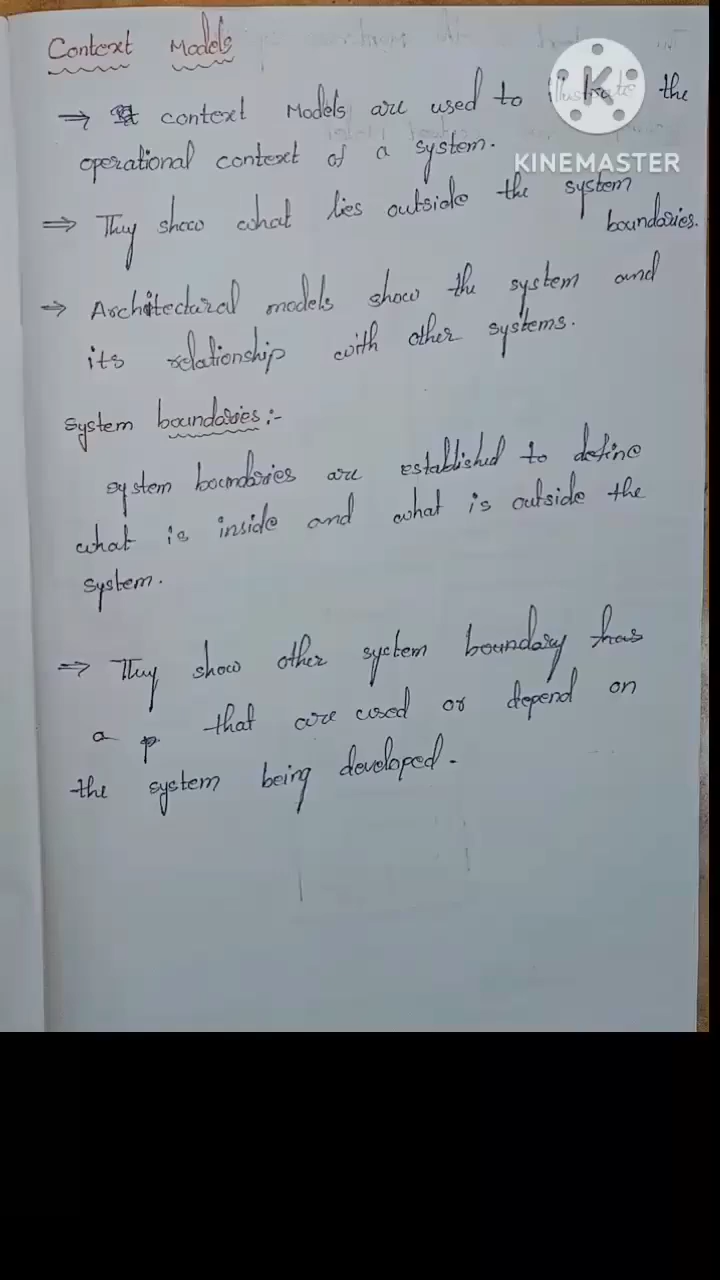 Context Models
⇒ context Models are used to illustrate the
operational context of a system.
KINEMASTER
⇒ They show what lies outside the system
boundaries.
⇒ Architectural models show the system and
its relationship with other systems.
System boundaries :-
system boundaries are established to define
what is inside and what is outside the
system.
⇒ They show other system boundary has
a p that are used or depend on
the system being developed.